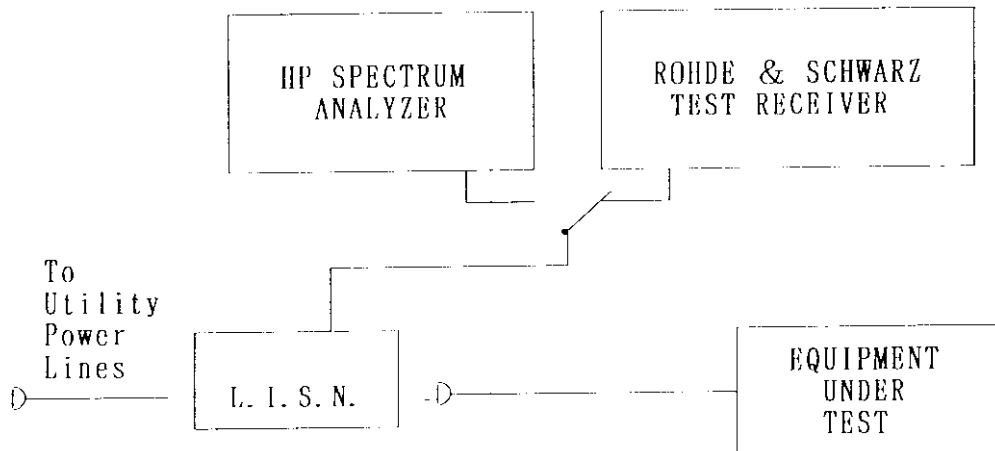 HP SPECTRUM
ANALYZER
ROHDE & SCHWARZ
TEST RECEIVER
To
Utility
Power
Lines
L. I. S. N.
EQUIPMENT
UNDER
TEST